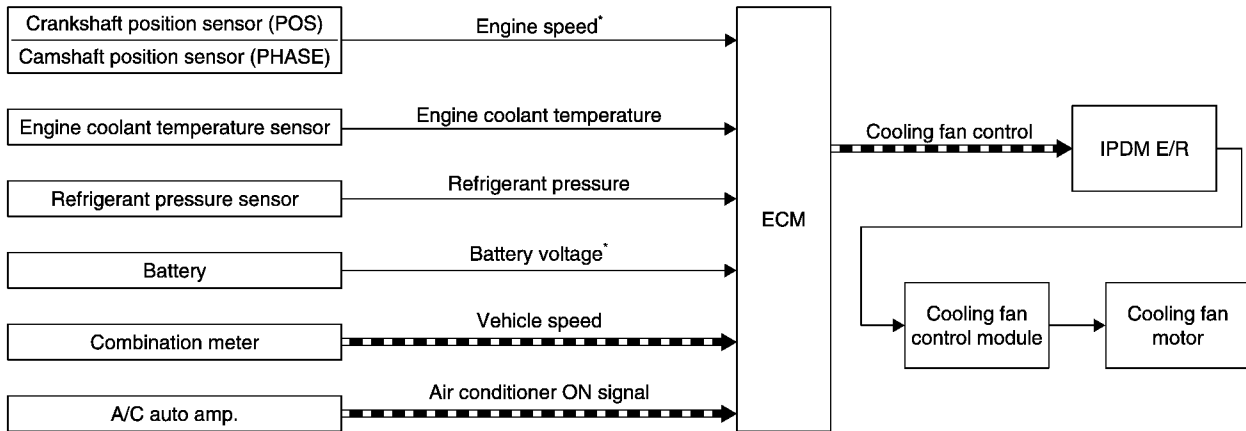 Crankshaft position sensor (POS)
Camshaft position sensor (PHASE)
Engine speed*
Engine coolant temperature sensor
Engine coolant temperature
Refrigerant pressure sensor
Refrigerant pressure
Battery
Battery voltage*
Combination meter
Vehicle speed
A/C auto amp.
Air conditioner ON signal
ECM
Cooling fan control
IPDM E/R
Cooling fan
control module
Cooling fan
motor